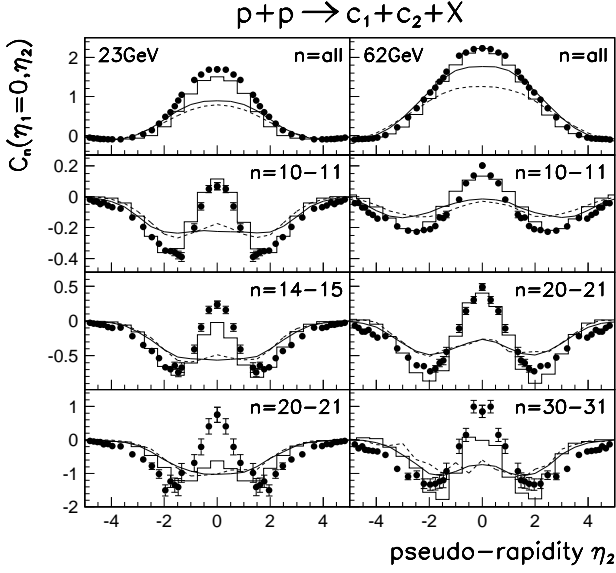 p+p → c₁+c₂+X
Cₙ(η₁=0,η₂)
23GeV n=all
62GeV n=all
2
1
0
n=10−11
n=10−11
0.2
0
-0.2
-0.4
n=14−15
n=20−21
0.5
0
-0.5
n=20−21
n=30−31
1
0
-1
-2
-4 -2 0 2 4
-4 -2 0 2 4
pseudo−rapidity η₂